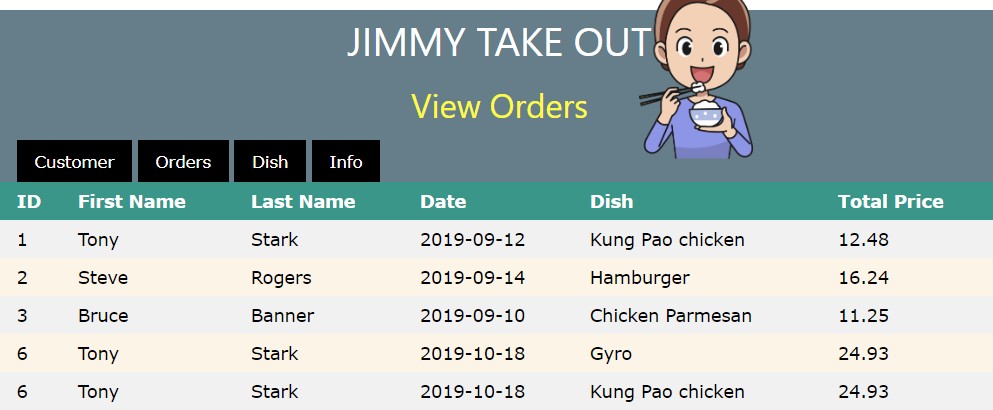 JIMMY TAKE OUT
View Orders
Customer Orders Dish Info
ID First Name Last Name Date Dish Total Price
1 Tony Stark 2019-09-12 Kung Pao chicken 12.48
2 Steve Rogers 2019-09-14 Hamburger 16.24
3 Bruce Banner 2019-09-10 Chicken Parmesan 11.25
6 Tony Stark 2019-10-18 Gyro 24.93
6 Tony Stark 2019-10-18 Kung Pao chicken 24.93